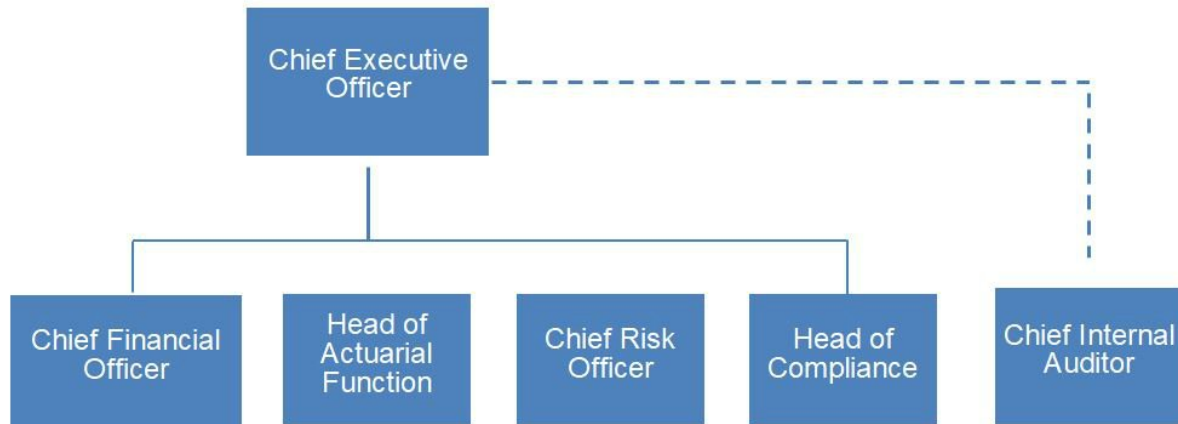 Chief Executive
Officer
Chief Financial
Officer
Head of
Actuarial
Function
Chief Risk
Officer
Head of
Compliance
Chief Internal
Auditor